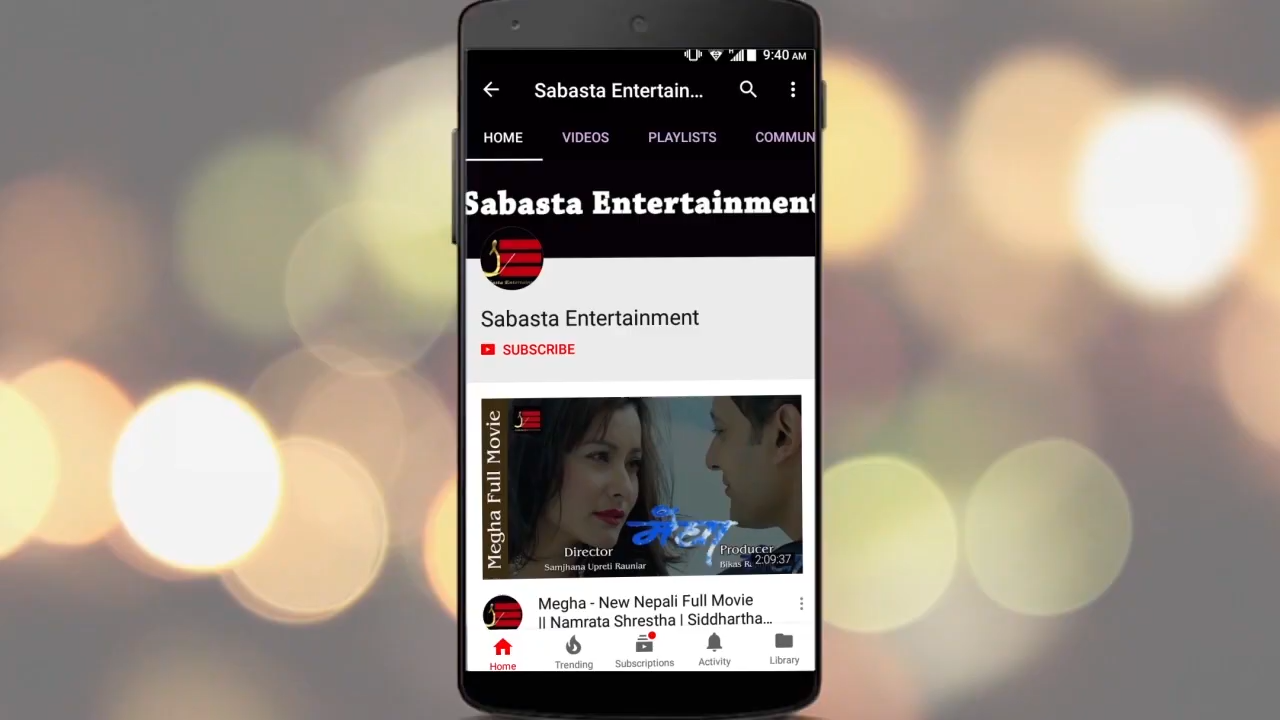 9:40 AM
Sabasta Entertain...
HOME VIDEOS PLAYLISTS COMMUN
Sabasta Entertainment
Sabasta Entertainment
SUBSCRIBE
Megha Full Movie
मेघा
Director
Samjhana Upreti Rauniar
Producer
Bikas R
2:09:37
Megha - New Nepali Full Movie
|| Namrata Shrestha | Siddhartha...
Home Trending Subscriptions Activity Library